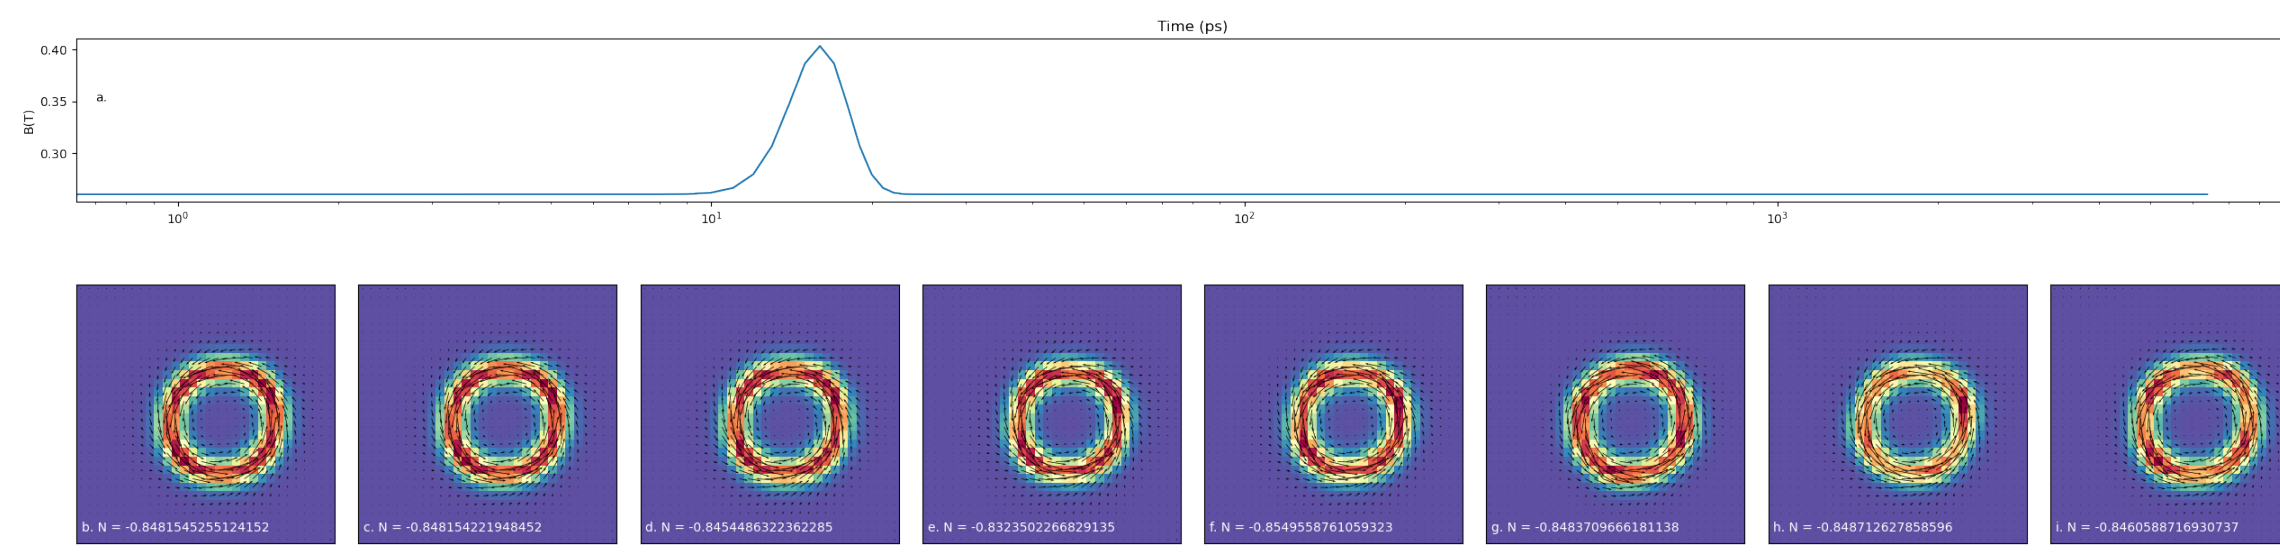 Time (ps)
0.40
0.35
0.30
B(T)
a.
10⁰ 10¹ 10² 10³
b. N = -0.8481545255124152
c. N = -0.848154221948452
d. N = -0.8454486322362285
e. N = -0.8323502266829135
f. N = -0.8549558761059323
g. N = -0.8483709666181138
h. N = -0.848712627858596
i. N = -0.8460588716930737